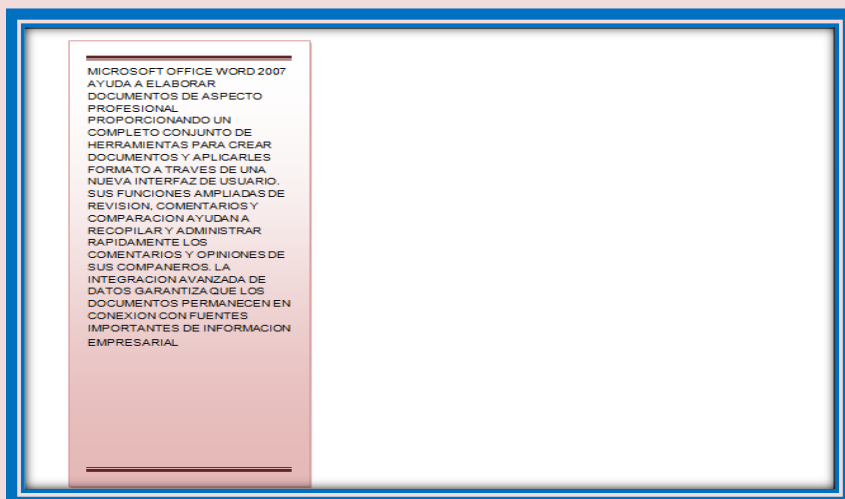 MICROSOFT OFFICE WORD 2007
AYUDA A ELABORAR
DOCUMENTOS DE ASPECTO
PROFESIONAL
PROPORCIONANDO UN
COMPLETO CONJUNTO DE
HERRAMIENTAS PARA CREAR
DOCUMENTOS Y APLICARLES
FORMATO A TRAVES DE UNA
NUEVA INTERFAZ DE USUARIO.
SUS FUNCIONES AMPLIADAS DE
REVISION, COMENTARIOS Y
COMPARACION AYUDAN A
RECOPILAR Y ADMINISTRAR
RAPIDAMENTE LOS
COMENTARIOS Y OPINIONES DE
SUS COMPANEROS. LA
INTEGRACION AVANZADA DE
DATOS GARANTIZA QUE LOS
DOCUMENTOS PERMANECEN EN
CONEXION CON FUENTES
IMPORTANTES DE INFORMACION
EMPRESARIAL